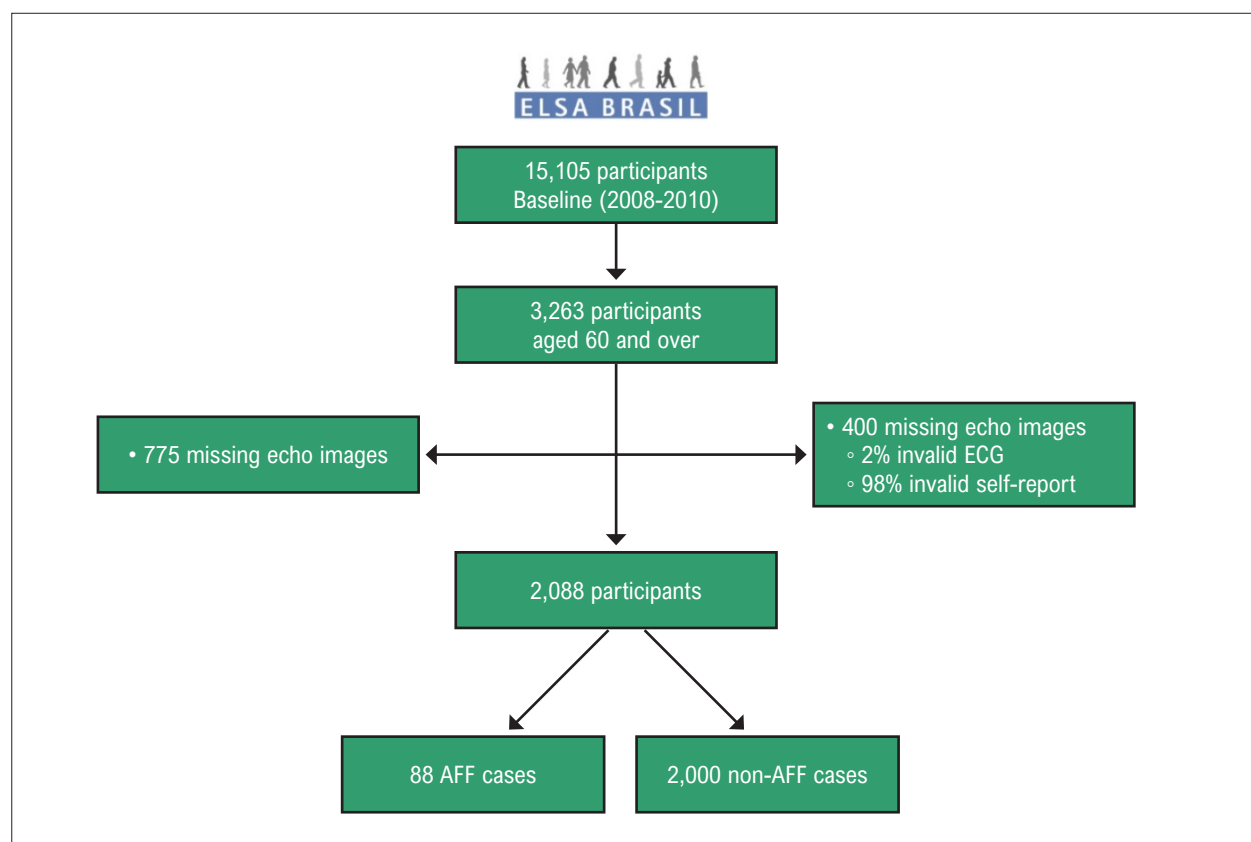 ELSA BRASIL
15,105 participants
Baseline (2008-2010)
3,263 participants
aged 60 and over
• 775 missing echo images
• 400 missing echo images
◦ 2% invalid ECG
◦ 98% invalid self-report
2,088 participants
88 AFF cases
2,000 non-AFF cases